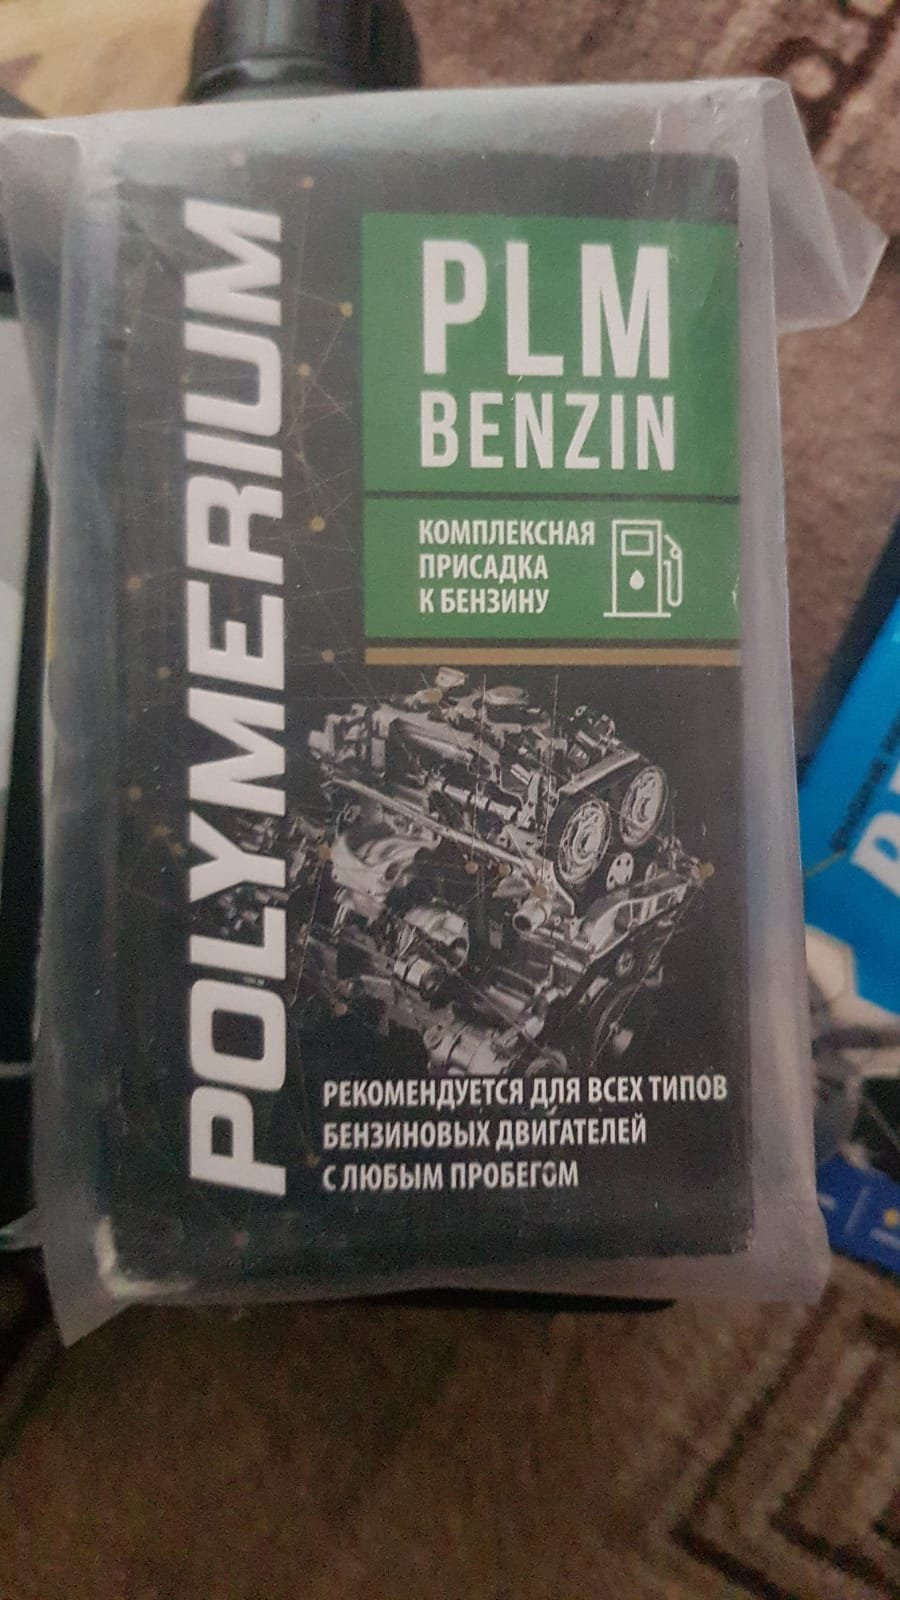 POLYMERIUM
PLM
BENZIN
КОМПЛЕКСНАЯ
ПРИСАДКА
К БЕНЗИНУ
РЕКОМЕНДУЕТСЯ ДЛЯ ВСЕХ ТИПОВ
БЕНЗИНОВЫХ ДВИГАТЕЛЕЙ
С ЛЮБЫМ ПРОБЕГОМ